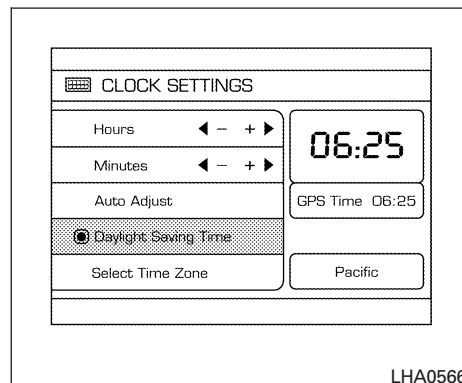 CLOCK SETTINGS
Hours ◀ − + ▶
Minutes ◀ − + ▶
Auto Adjust
Daylight Saving Time
Select Time Zone
06:25
GPS Time 06:25
Pacific
LHA0566